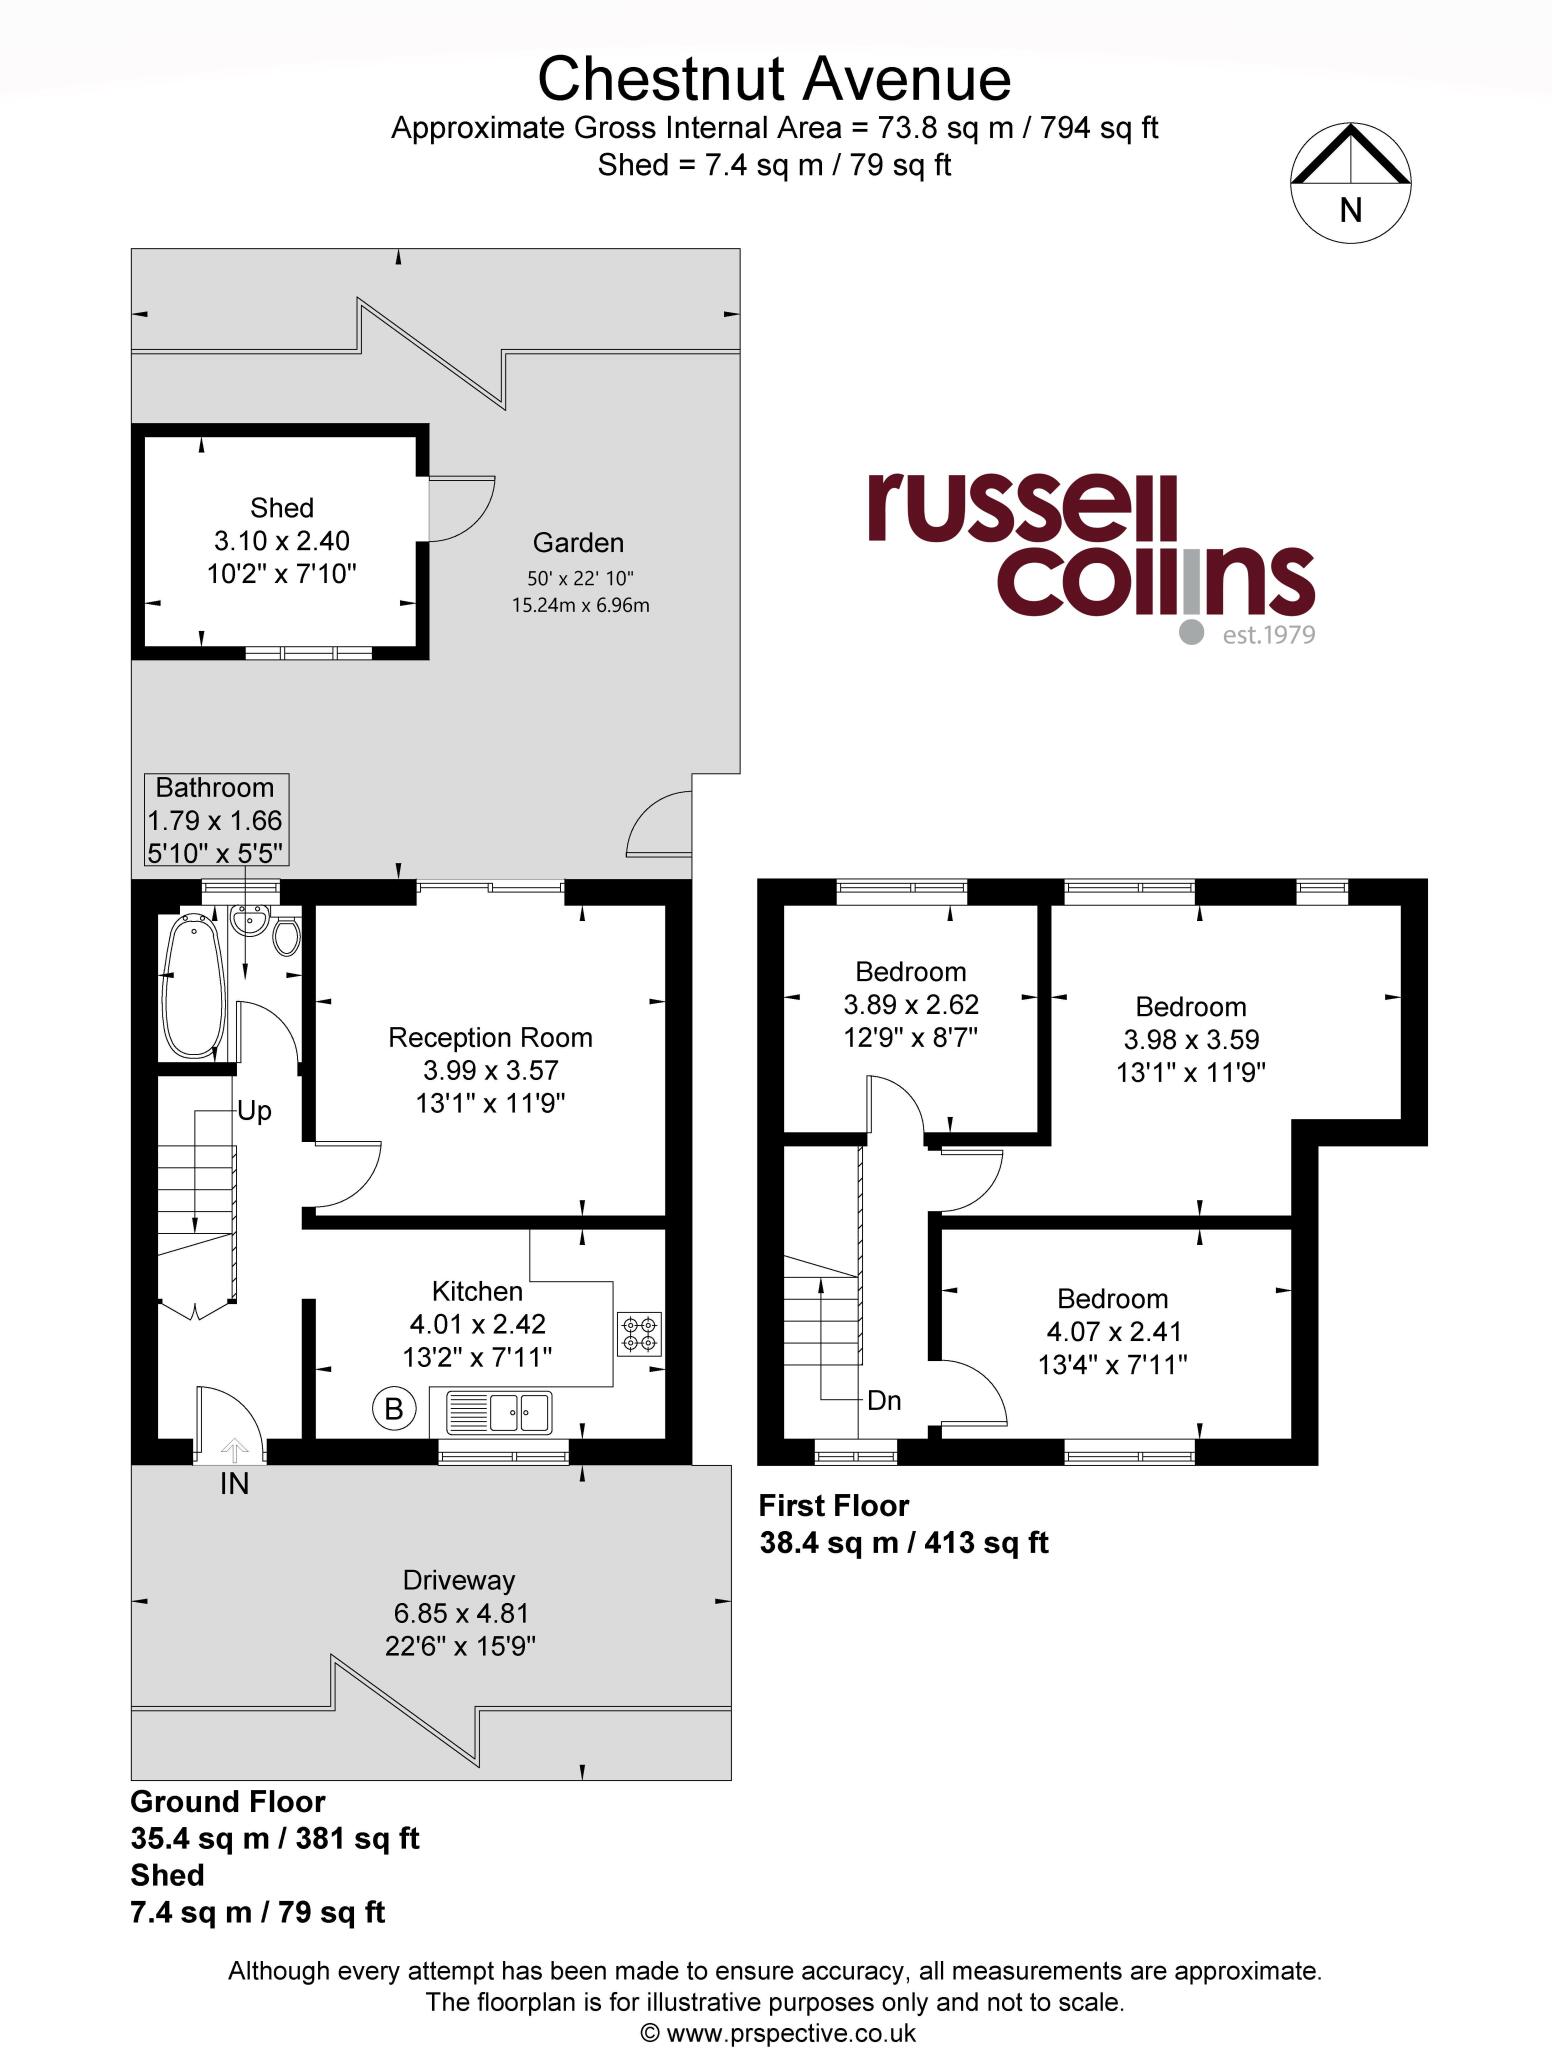 Chestnut Avenue
Approximate Gross Internal Area = 73.8 sq m / 794 sq ft
Shed = 7.4 sq m / 79 sq ft
N
russell
collins
est.1979
Shed
3.10 x 2.40
10'2" x 7'10"
Garden
50' x 22' 10"
15.24m x 6.96m
Bathroom
1.79 x 1.66
5'10" x 5'5"
Reception Room
3.99 x 3.57
13'1" x 11'9"
Up
Kitchen
4.01 x 2.42
13'2" x 7'11"
B
IN
Driveway
6.85 x 4.81
22'6" x 15'9"
Ground Floor
35.4 sq m / 381 sq ft
Shed
7.4 sq m / 79 sq ft
Bedroom
3.89 x 2.62
12'9" x 8'7"
Bedroom
3.98 x 3.59
13'1" x 11'9"
Bedroom
4.07 x 2.41
13'4" x 7'11"
Dn
First Floor
38.4 sq m / 413 sq ft
Although every attempt has been made to ensure accuracy, all measurements are approximate.
The floorplan is for illustrative purposes only and not to scale.
© www.prspective.co.uk